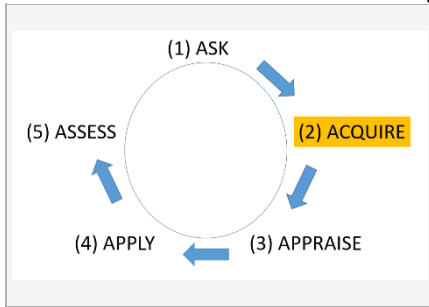 (1) ASK
(2) ACQUIRE
(3) APPRAISE
(4) APPLY
(5) ASSESS